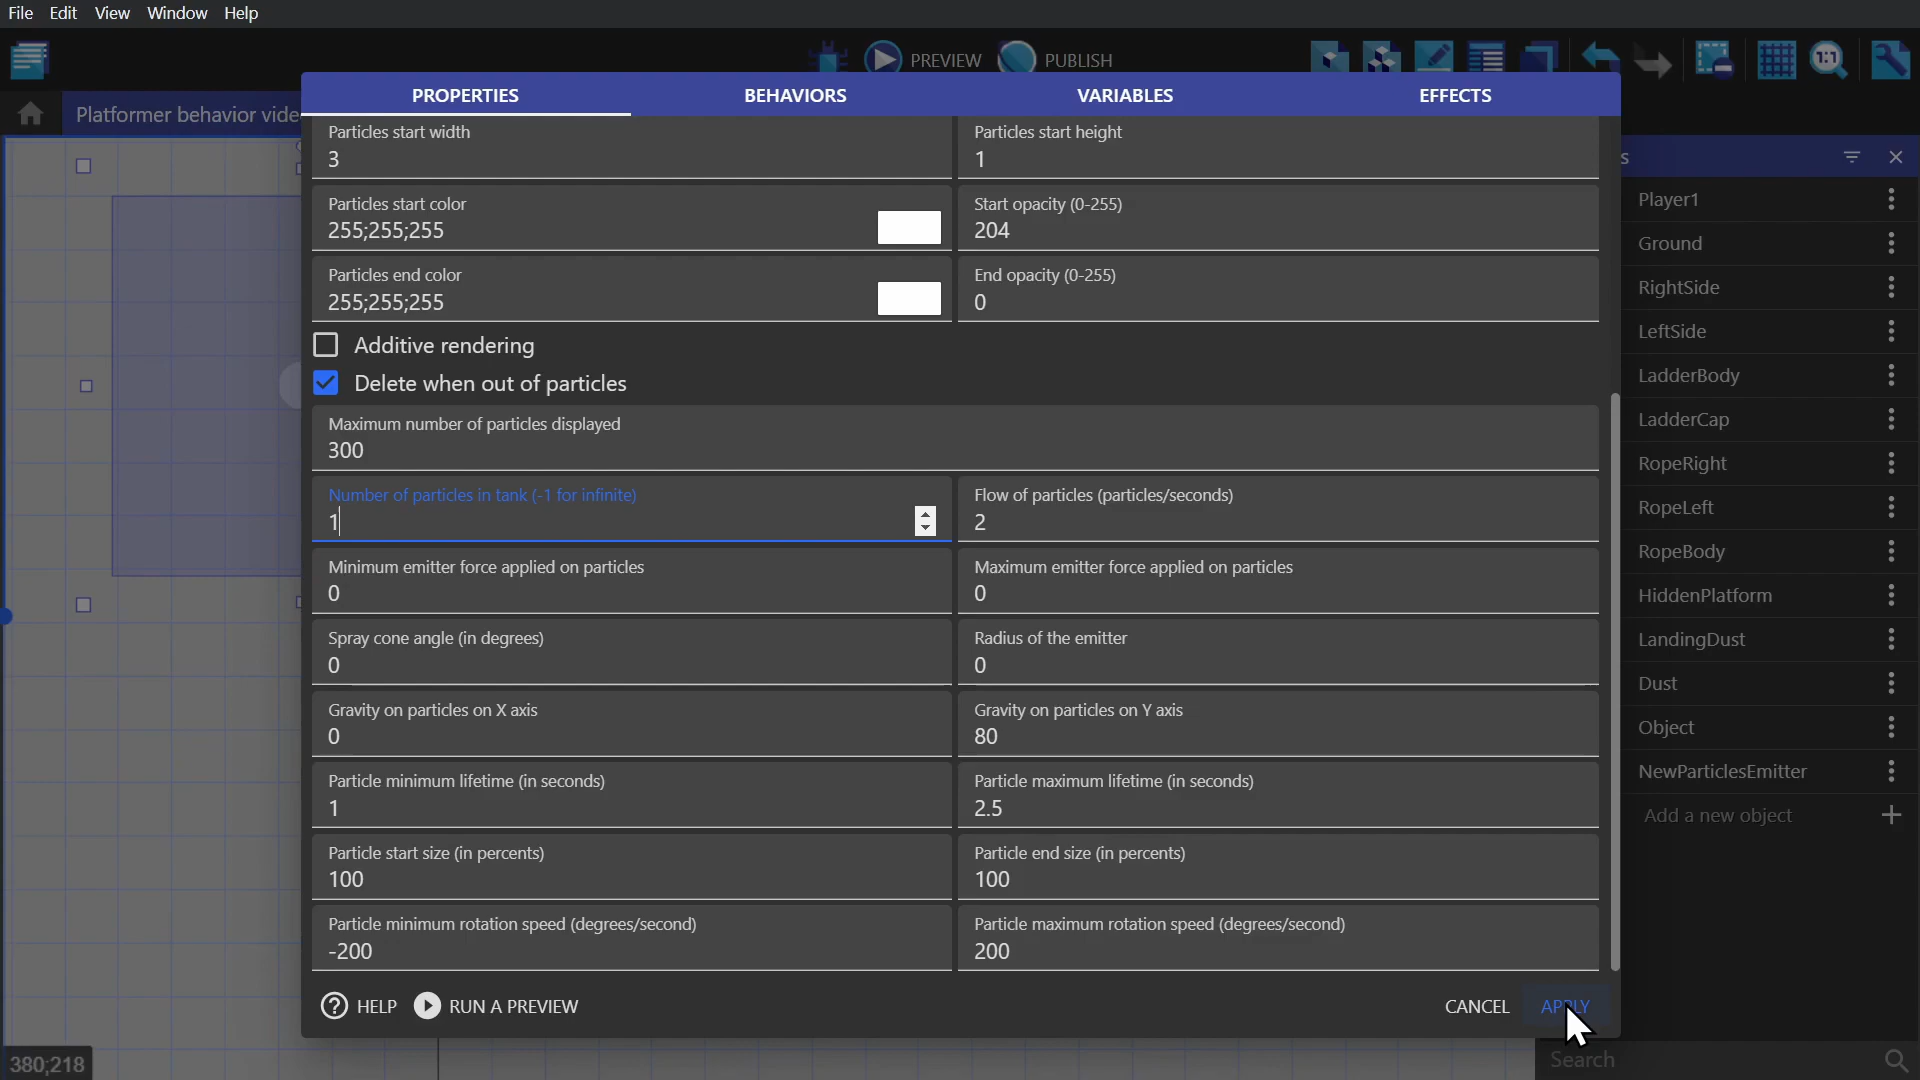 File Edit View Window Help
PREVIEW PUBLISH
1:1
Platformer behavior vide
PROPERTIES BEHAVIORS VARIABLES EFFECTS
Particles start width
3
Particles start height
1
Particles start color
255;255;255
Start opacity (0-255)
204
Particles end color
255;255;255
End opacity (0-255)
0
Additive rendering
Delete when out of particles
Maximum number of particles displayed
300
Number of particles in tank (-1 for infinite)
1
Flow of particles (particles/seconds)
2
Minimum emitter force applied on particles
0
Maximum emitter force applied on particles
0
Spray cone angle (in degrees)
0
Radius of the emitter
0
Gravity on particles on X axis
0
Gravity on particles on Y axis
80
Particle minimum lifetime (in seconds)
1
Particle maximum lifetime (in seconds)
2.5
Particle start size (in percents)
100
Particle end size (in percents)
100
Particle minimum rotation speed (degrees/second)
-200
Particle maximum rotation speed (degrees/second)
200
HELP RUN A PREVIEW
CANCEL APPLY
s
Player1
Ground
RightSide
LeftSide
LadderBody
LadderCap
RopeRight
RopeLeft
RopeBody
HiddenPlatform
LandingDust
Dust
Object
NewParticlesEmitter
Add a new object
Search
380;218